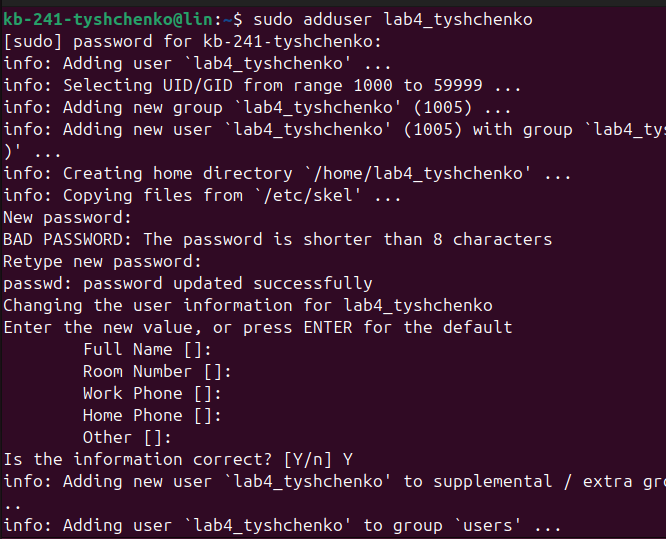 kb-241-tyshchenko@lin:~$ sudo adduser lab4_tyshchenko
[sudo] password for kb-241-tyshchenko:
info: Adding user `lab4_tyshchenko' ...
info: Selecting UID/GID from range 1000 to 59999 ...
info: Adding new group `lab4_tyshchenko' (1005) ...
info: Adding new user `lab4_tyshchenko' (1005) with group `lab4_tys
)' ...
info: Creating home directory `/home/lab4_tyshchenko' ...
info: Copying files from `/etc/skel' ...
New password:
BAD PASSWORD: The password is shorter than 8 characters
Retype new password:
passwd: password updated successfully
Changing the user information for lab4_tyshchenko
Enter the new value, or press ENTER for the default
Full Name []:
Room Number []:
Work Phone []:
Home Phone []:
Other []:
Is the information correct? [Y/n] Y
info: Adding new user `lab4_tyshchenko' to supplemental / extra gro
..
info: Adding user `lab4_tyshchenko' to group `users' ...